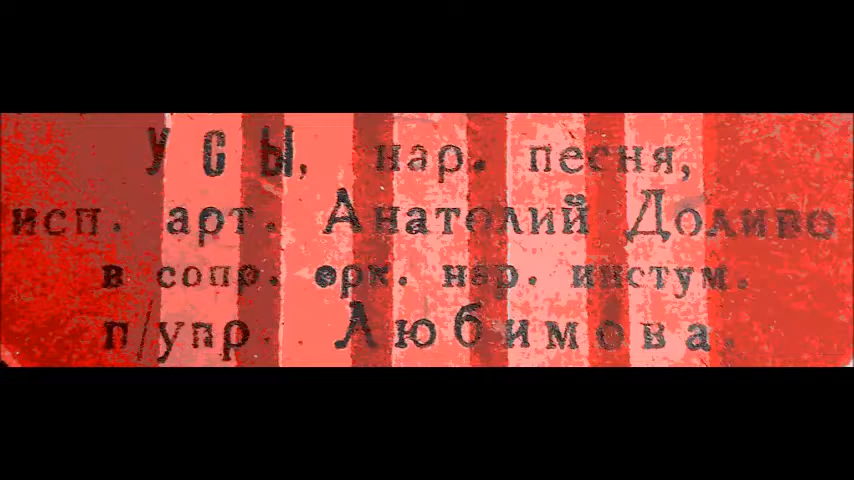 УСЫ, нар. песня,
исп. арт. Анатолий Доливо
в сопр. орк. нар. инстум.
п/упр. Любимова.